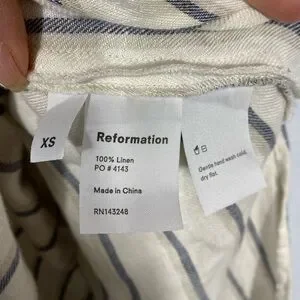 XS
Reformation
100% Linen
PO # 4143
Made in China
RN143248
Gentle hand wash cold,
dry flat.